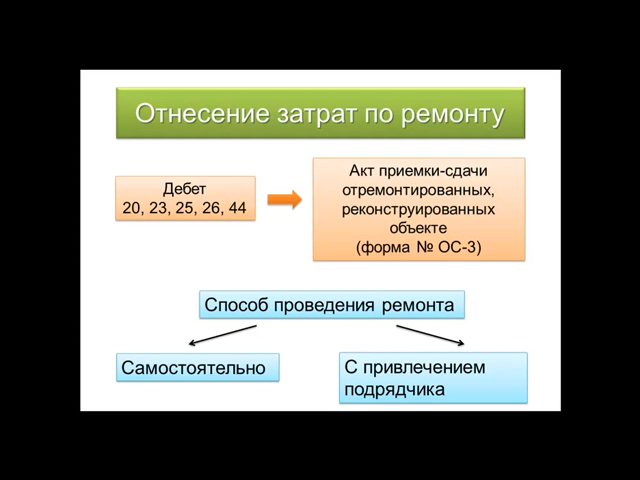 Отнесение затрат по ремонту
Дебет
20, 23, 25, 26, 44
Акт приемки-сдачи
отремонтированных,
реконструированных
объекте
(форма № ОС-3)
Способ проведения ремонта
Самостоятельно
С привлечением
подрядчика